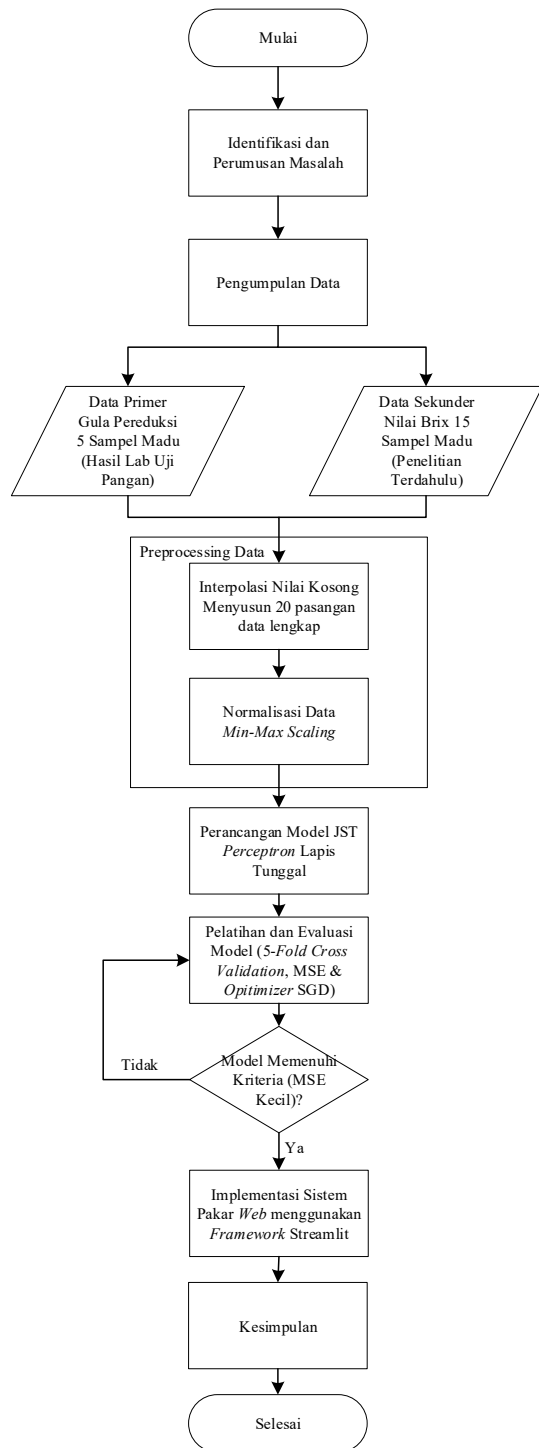 Mulai
Identifikasi dan
Perumusan Masalah
Pengumpulan Data
Data Primer
Gula Pereduksi
5 Sampel Madu
(Hasil Lab Uji
Pangan)
Data Sekunder
Nilai Brix 15
Sampel Madu
(Penelitian
Terdahulu)
Preprocessing Data
Interpolasi Nilai Kosong
Menyusun 20 pasangan
data lengkap
Normalisasi Data
Min-Max Scaling
Perancangan Model JST
Perceptron Lapis
Tunggal
Pelatihan dan Evaluasi
Model (5-Fold Cross
Validation, MSE &
Opitimizer SGD)
Model Memenuhi
Kriteria (MSE
Kecil)?
Tidak
Ya
Implementasi Sistem
Pakar Web menggunakan
Framework Streamlit
Kesimpulan
Selesai